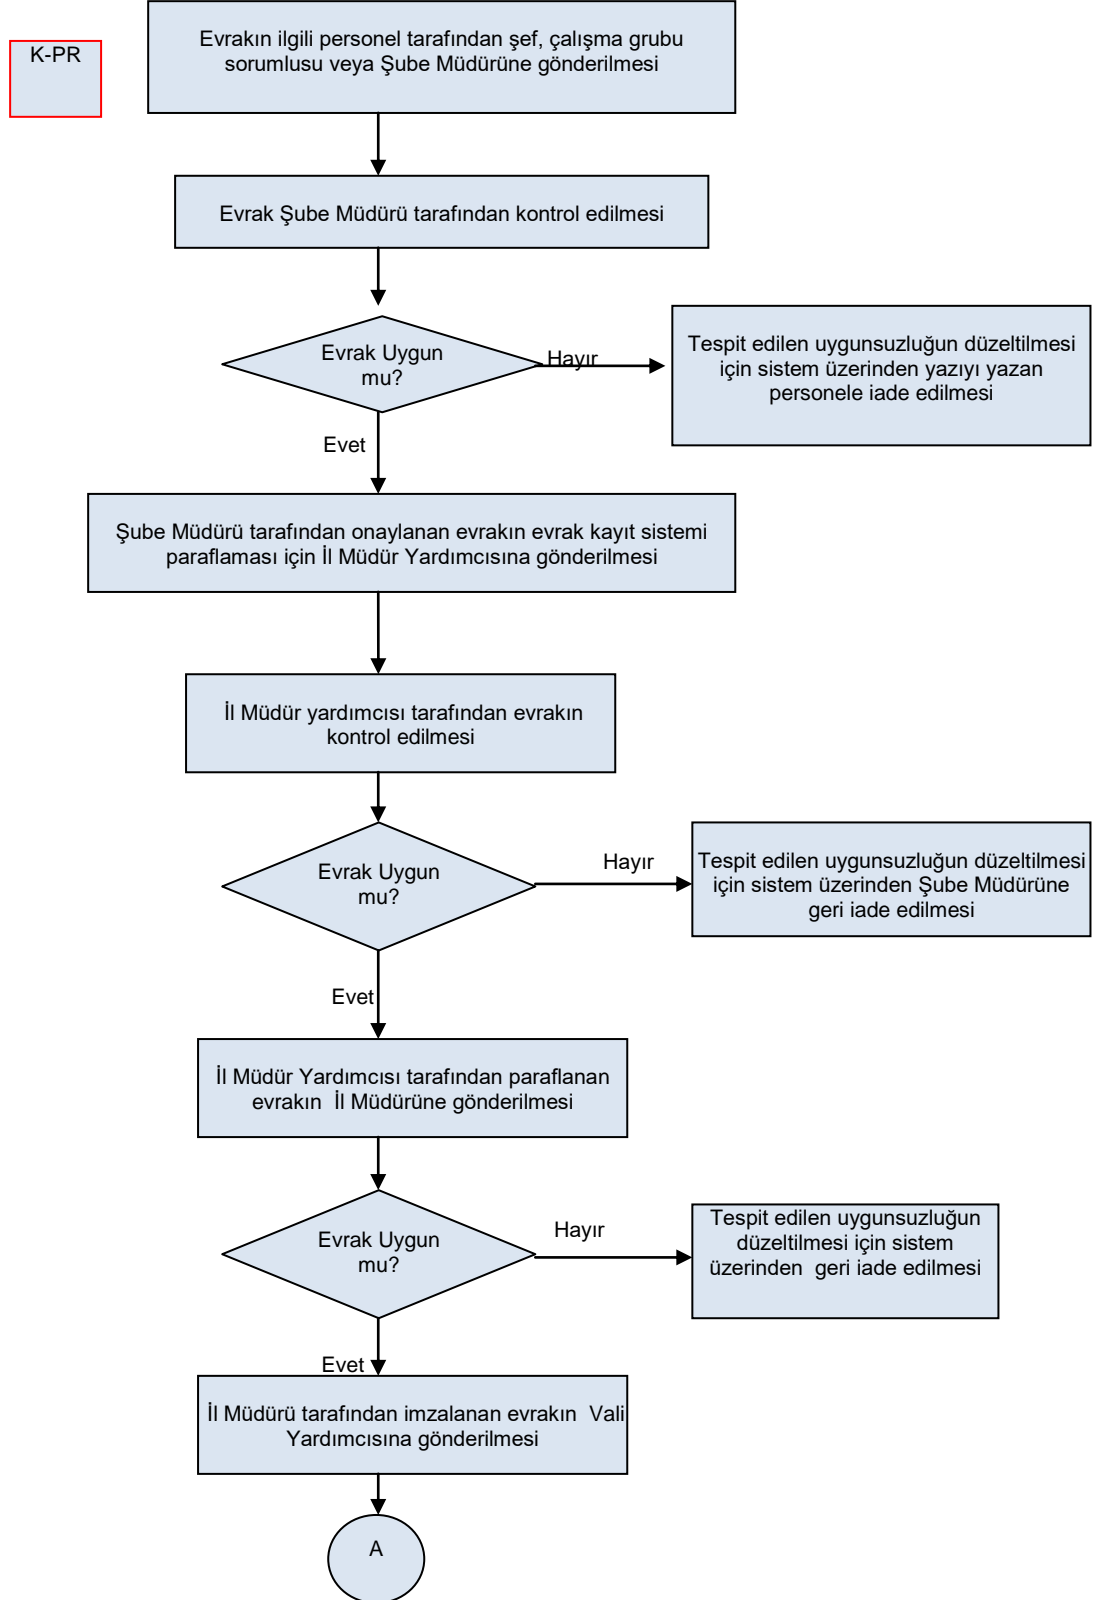 K-PR
Evrakın ilgili personel tarafından şef, çalışma grubu
sorumlusu veya Şube Müdürüne gönderilmesi
Evrak Şube Müdürü tarafından kontrol edilmesi
Evrak Uygun
mu?
Hayır
Tespit edilen uygunsuzluğun düzeltilmesi
için sistem üzerinden yazıyı yazan
personele iade edilmesi
Evet
Şube Müdürü tarafından onaylanan evrakın evrak kayıt sistemi
paraflaması için İl Müdür Yardımcısına gönderilmesi
İl Müdür yardımcısı tarafından evrakın
kontrol edilmesi
Evrak Uygun
mu?
Hayır
Tespit edilen uygunsuzluğun düzeltilmesi
için sistem üzerinden Şube Müdürüne
geri iade edilmesi
Evet
İl Müdür Yardımcısı tarafından paraflanan
evrakın İl Müdürüne gönderilmesi
Evrak Uygun
mu?
Hayır
Tespit edilen uygunsuzluğun
düzeltilmesi için sistem
üzerinden geri iade edilmesi
Evet
İl Müdürü tarafından imzalanan evrakın Vali
Yardımcısına gönderilmesi
A